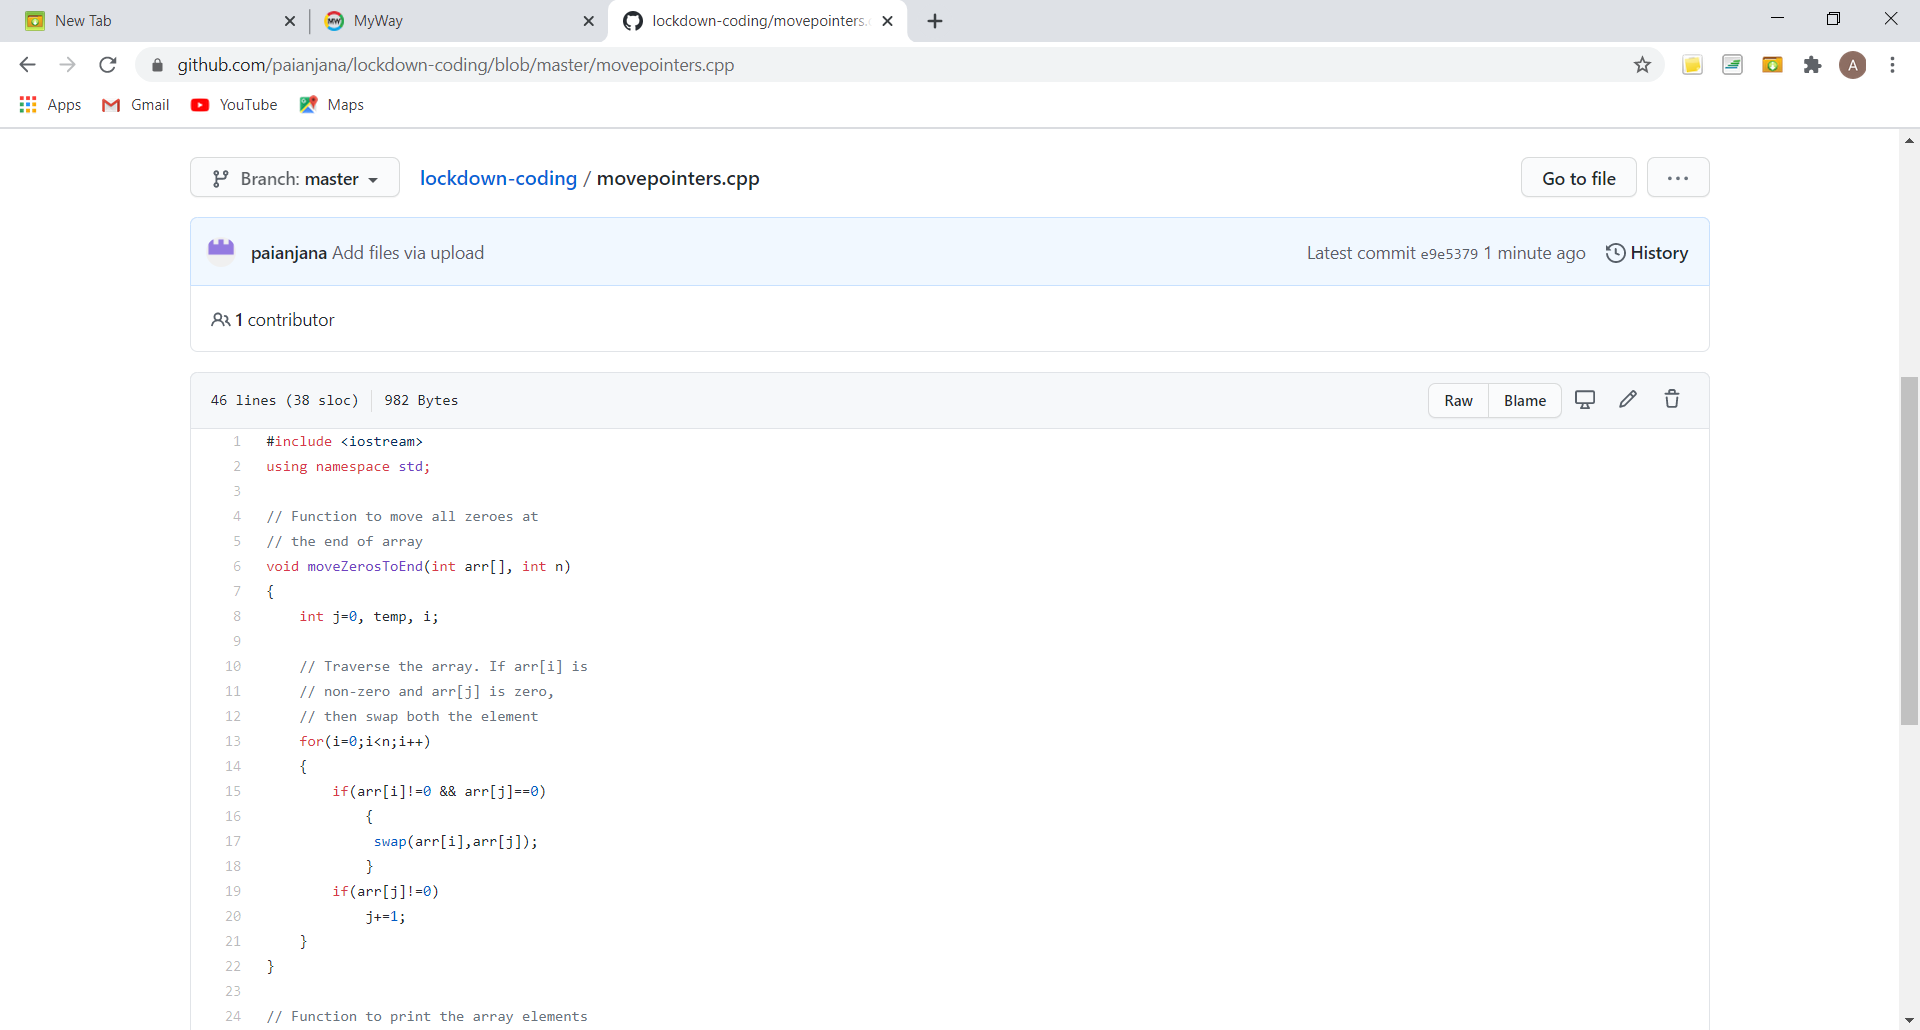 New Tab
MyWay
lockdown-coding/movepointers.c
github.com/paianjana/lockdown-coding/blob/master/movepointers.cpp
A
Apps Gmail YouTube Maps
Branch: master
lockdown-coding / movepointers.cpp
Go to file
...
paianjana Add files via upload
Latest commit e9e5379 1 minute ago History
1 contributor
46 lines (38 sloc) 982 Bytes
Raw Blame
1 #include <iostream>
2 using namespace std;
3
4 // Function to move all zeroes at
5 // the end of array
6 void moveZerosToEnd(int arr[], int n)
7 {
8     int j=0, temp, i;
9
10     // Traverse the array. If arr[i] is
11     // non-zero and arr[j] is zero,
12     // then swap both the element
13     for(i=0;i<n;i++)
14     {
15         if(arr[i]!=0 && arr[j]==0)
16             {
17              swap(arr[i],arr[j]);
18             }
19         if(arr[j]!=0)
20             j+=1;
21     }
22 }
23
24 // Function to print the array elements